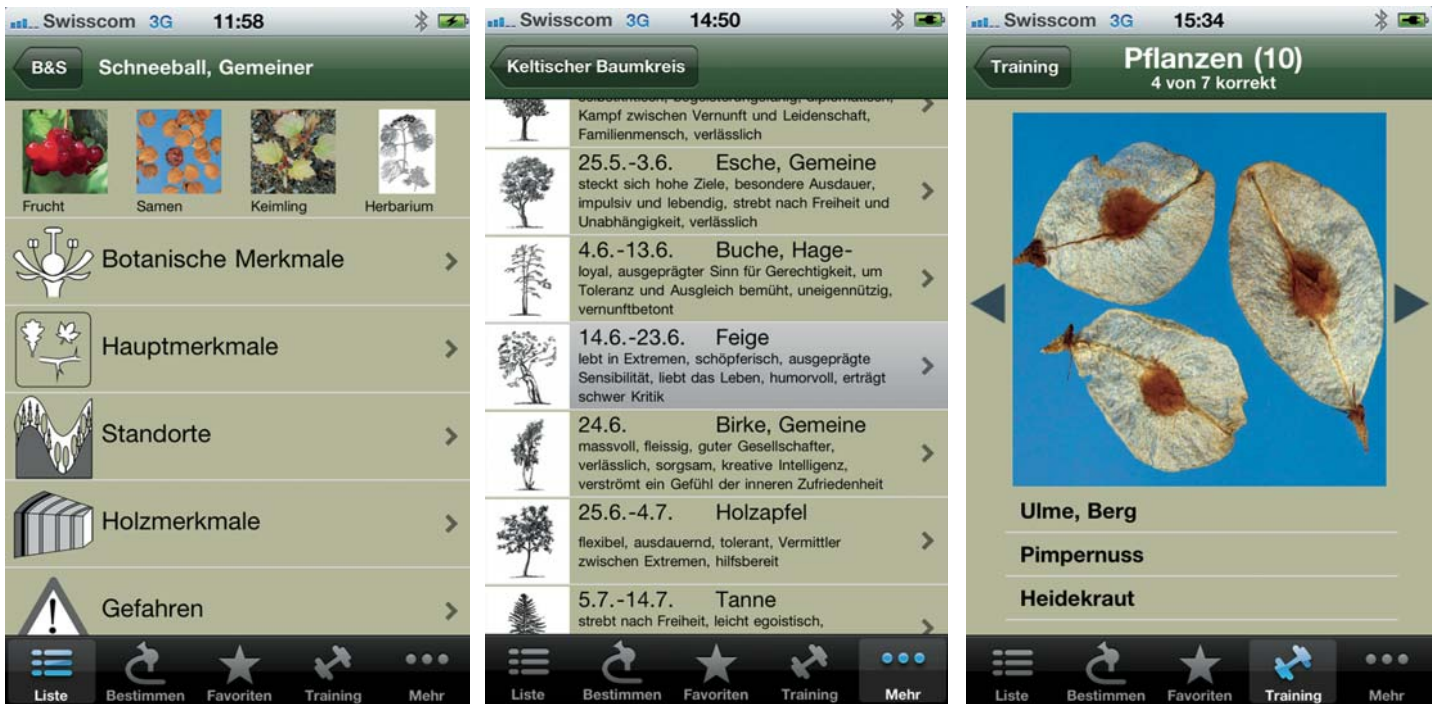 Swisscom 3G 11:58
B&S Schneeball, Gemeiner
Frucht Samen Keimling Herbarium
Botanische Merkmale
Hauptmerkmale
Standorte
Holzmerkmale
Gefahren
Liste Bestimmen Favoriten Training Mehr
Swisscom 3G 14:50
Keltischer Baumkreis
selbstkritisch, begeisterungsfähig, diplomatisch,
Kampf zwischen Vernunft und Leidenschaft,
Familienmensch, verlässlich
25.5.-3.6. Esche, Gemeine
steckt sich hohe Ziele, besondere Ausdauer,
impulsiv und lebendig, strebt nach Freiheit und
Unabhängigkeit, verlässlich
4.6.-13.6. Buche, Hage-
loyal, ausgeprägter Sinn für Gerechtigkeit, um
Toleranz und Ausgleich bemüht, uneigennützig,
vernunftbetont
14.6.-23.6. Feige
lebt in Extremen, schöpferisch, ausgeprägte
Sensibilität, liebt das Leben, humorvoll, erträgt
schwer Kritik
24.6. Birke, Gemeine
massvoll, fleissig, guter Gesellschafter,
verlässlich, sorgsam, kreative Intelligenz,
verströmt ein Gefühl der inneren Zufriedenheit
25.6.-4.7. Holzapfel
flexibel, ausdauernd, tolerant, Vermittler
zwischen Extremen, hilfsbereit
5.7.-14.7. Tanne
strebt nach Freiheit, leicht egoistisch,
Liste Bestimmen Favoriten Training Mehr
Swisscom 3G 15:34
Training Pflanzen (10)
4 von 7 korrekt
Ulme, Berg
Pimpernuss
Heidekraut
Liste Bestimmen Favoriten Training Mehr